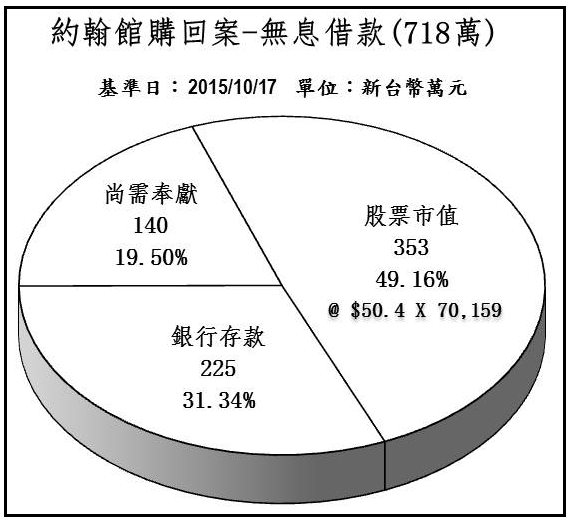 約翰館購回案-無息借款(718萬)
基準日：2015/10/17 單位：新台幣萬元
尚需奉獻
140
19.50%
股票市值
353
49.16%
@ $50.4 X 70,159
銀行存款
225
31.34%